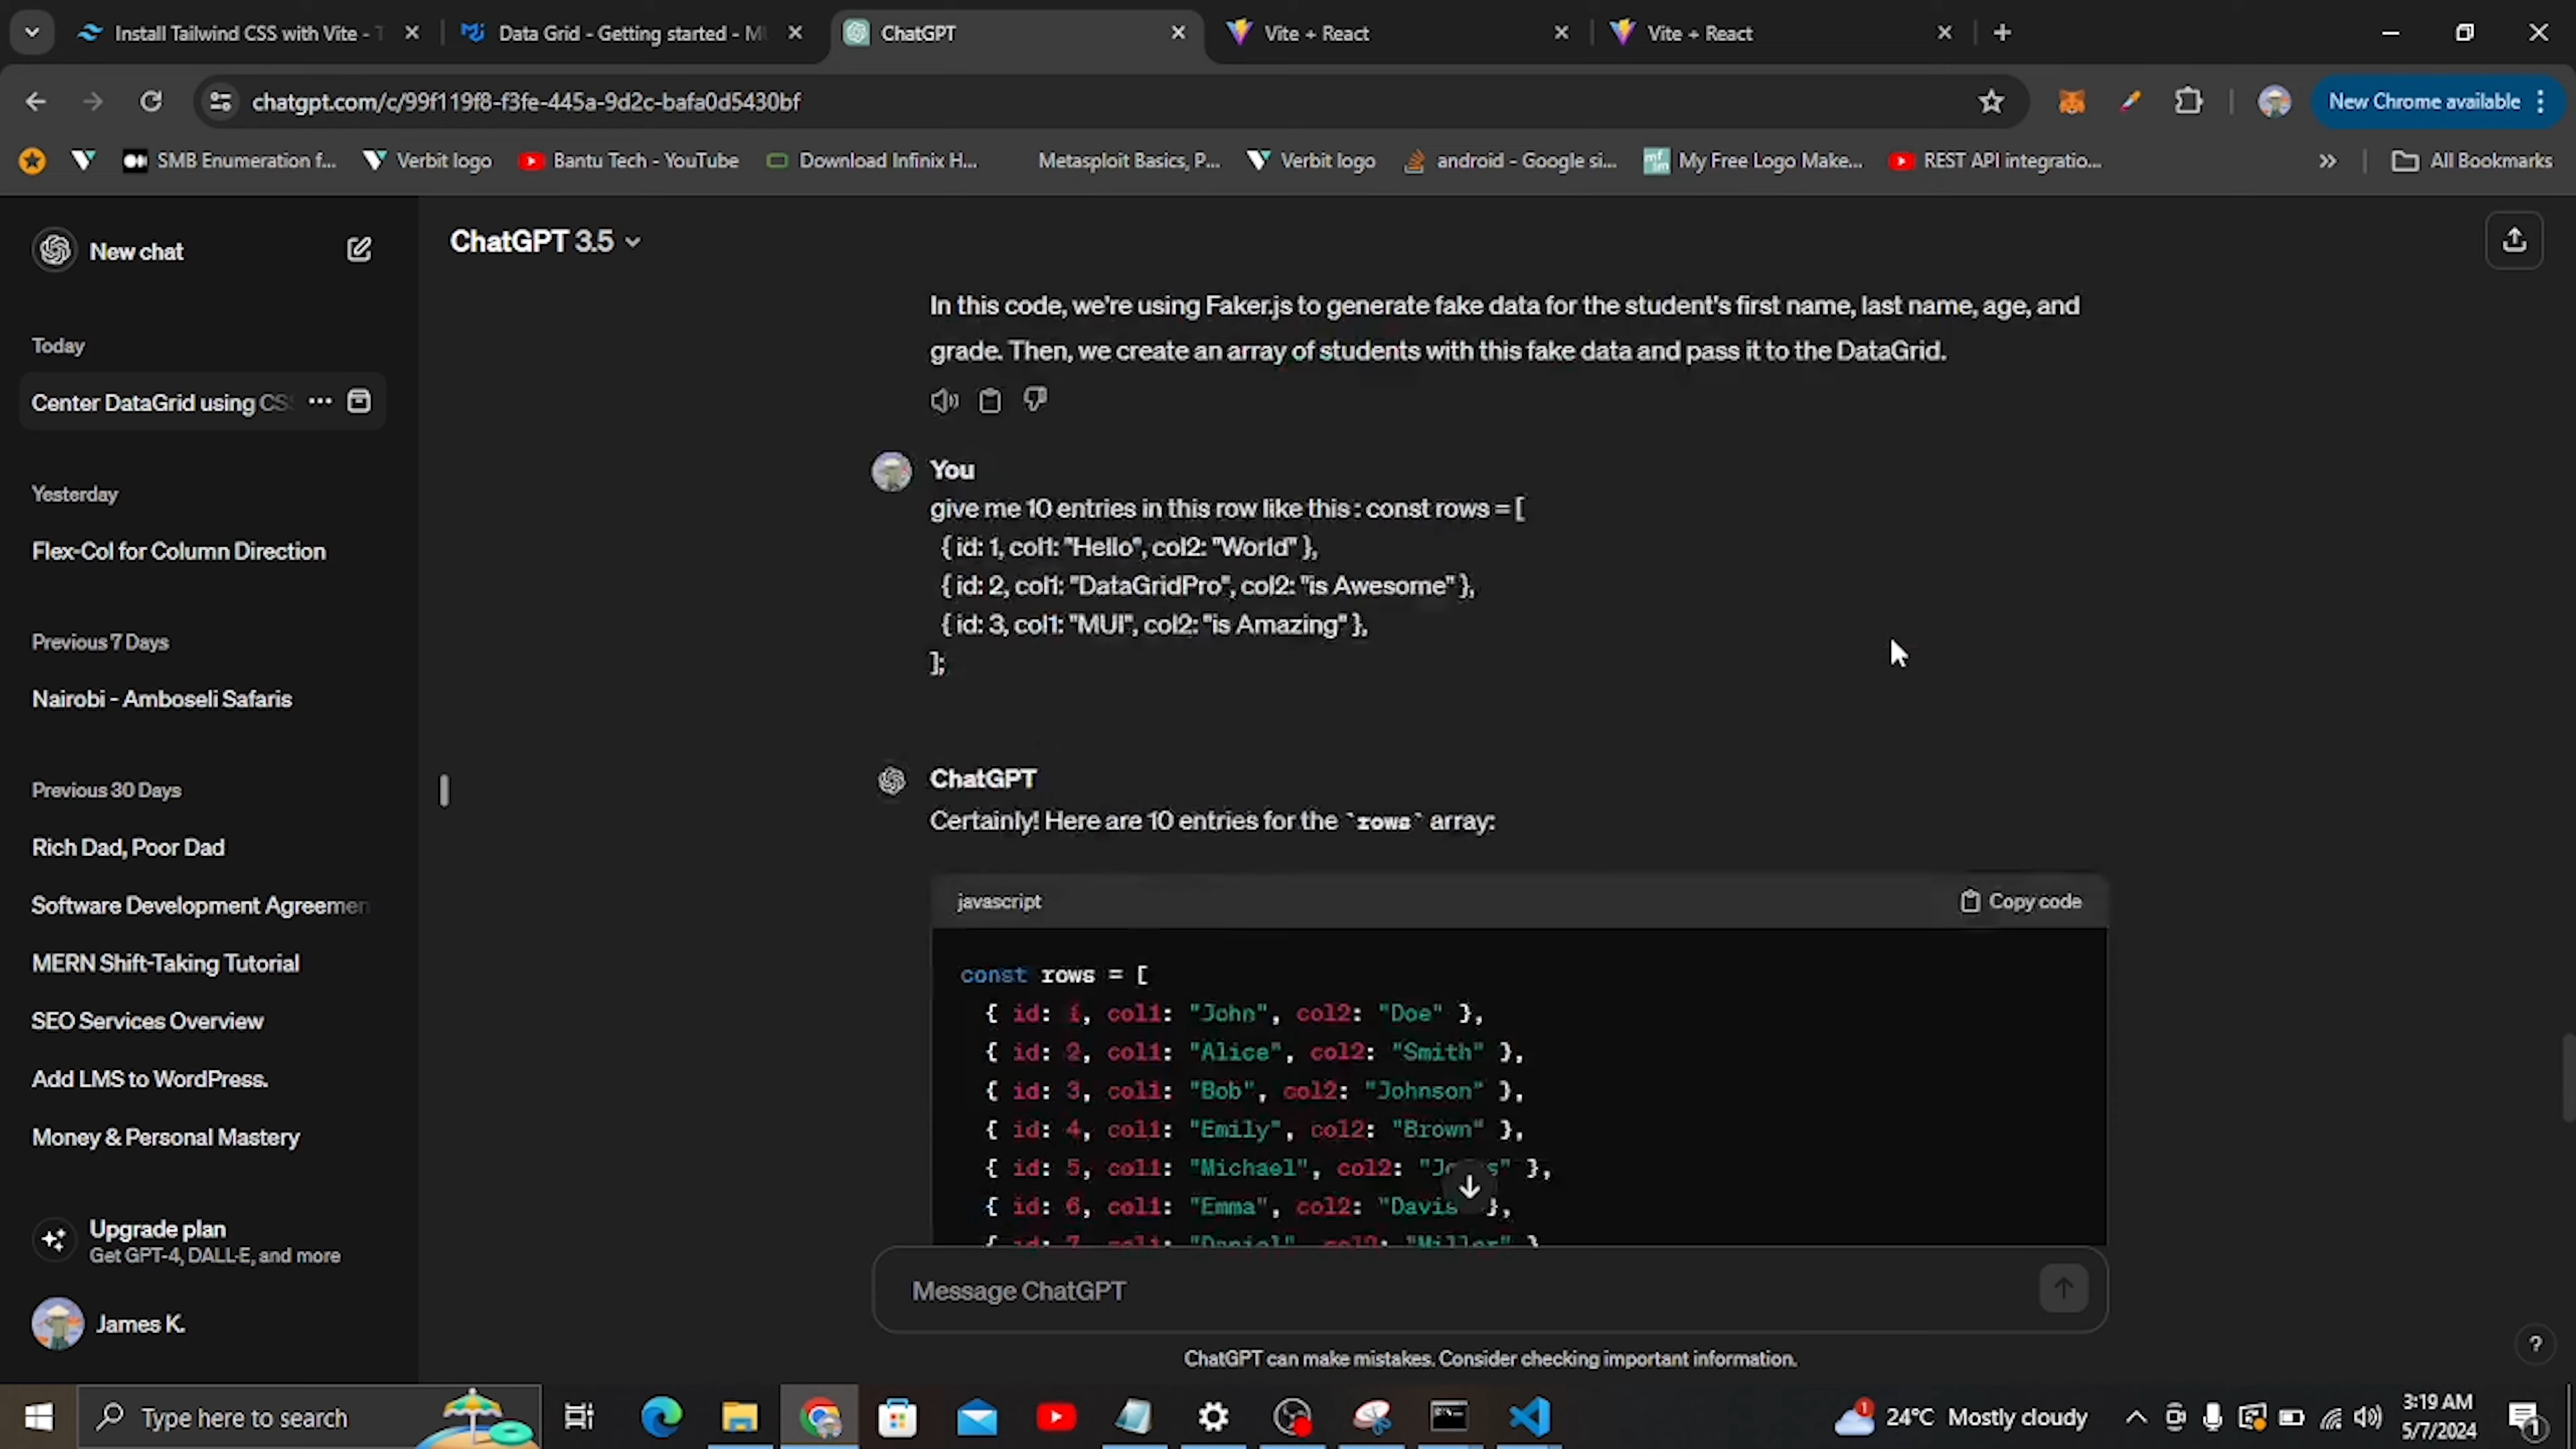 Install Tailwind CSS with Vite - T
Data Grid - Getting started - MU
ChatGPT
Vite + React
Vite + React
chatgpt.com/c/99f119f8-f3fe-445a-9d2c-bafa0d5430bf
New Chrome available
SMB Enumeration f...
Verbit logo
Bantu Tech - YouTube
Download Infinix H...
Metasploit Basics, P...
Verbit logo
android - Google si...
My Free Logo Make...
REST API integratio...
All Bookmarks
New chat
ChatGPT 3.5
Today
Center DataGrid using CSS
Yesterday
Flex-Col for Column Direction
Previous 7 Days
Nairobi - Amboseli Safaris
Previous 30 Days
Rich Dad, Poor Dad
Software Development Agreemen
MERN Shift-Taking Tutorial
SEO Services Overview
Add LMS to WordPress.
Money & Personal Mastery
Upgrade plan
Get GPT-4, DALL-E, and more
James K.
In this code, we're using Faker.js to generate fake data for the student's first name, last name, age, and
grade. Then, we create an array of students with this fake data and pass it to the DataGrid.
You
give me 10 entries in this row like this : const rows = [
{ id: 1, col1: "Hello", col2: "World" },
{ id: 2, col1: "DataGridPro", col2: "is Awesome" },
{ id: 3, col1: "MUI", col2: "is Amazing" },
];
ChatGPT
Certainly! Here are 10 entries for the `rows` array:
javascript
Copy code
const rows = [
{ id: 1, col1: "John", col2: "Doe" },
{ id: 2, col1: "Alice", col2: "Smith" },
{ id: 3, col1: "Bob", col2: "Johnson" },
{ id: 4, col1: "Emily", col2: "Brown" },
{ id: 5, col1: "Michael", col2: },
{ id: 6, col1: "Emma", col2: "Davis },
{ id: 7, col1: "Daniel", col2: "Miller" }
Message ChatGPT
ChatGPT can make mistakes. Consider checking important information.
?
Type here to search
1
24°C Mostly cloudy
3:19 AM
5/7/2024
1